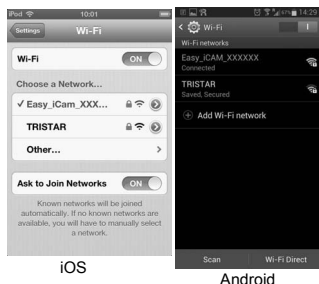 iPod 10:01
Settings Wi-Fi
Wi-Fi ON
Choose a Network...
Easy_iCam_XXX...
TRISTAR
Other...
Ask to Join Networks ON
Known networks will be joined
automatically. If no known networks are
available, you will have to manually select
a network.
iOS
14:29
Wi-Fi
Wi-Fi networks
Easy_iCAM_XXXXXX
Connected
TRISTAR
Saved, Secured
Add Wi-Fi network
Scan Wi-Fi Direct
Android